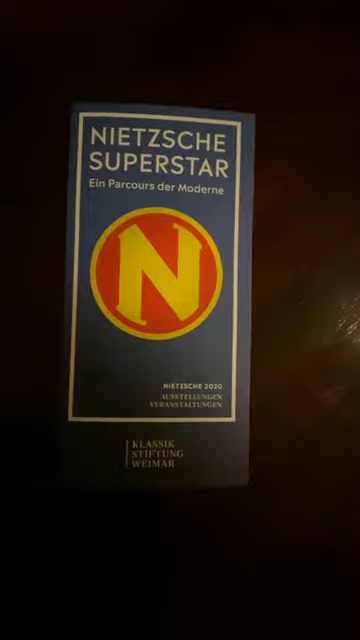 NIETZSCHE
SUPERSTAR
Ein Parcours der Moderne
N
NIETZSCHE 2020
AUSSTELLUNGEN
VERANSTALTUNGEN
KLASSIK
STIFTUNG
WEIMAR